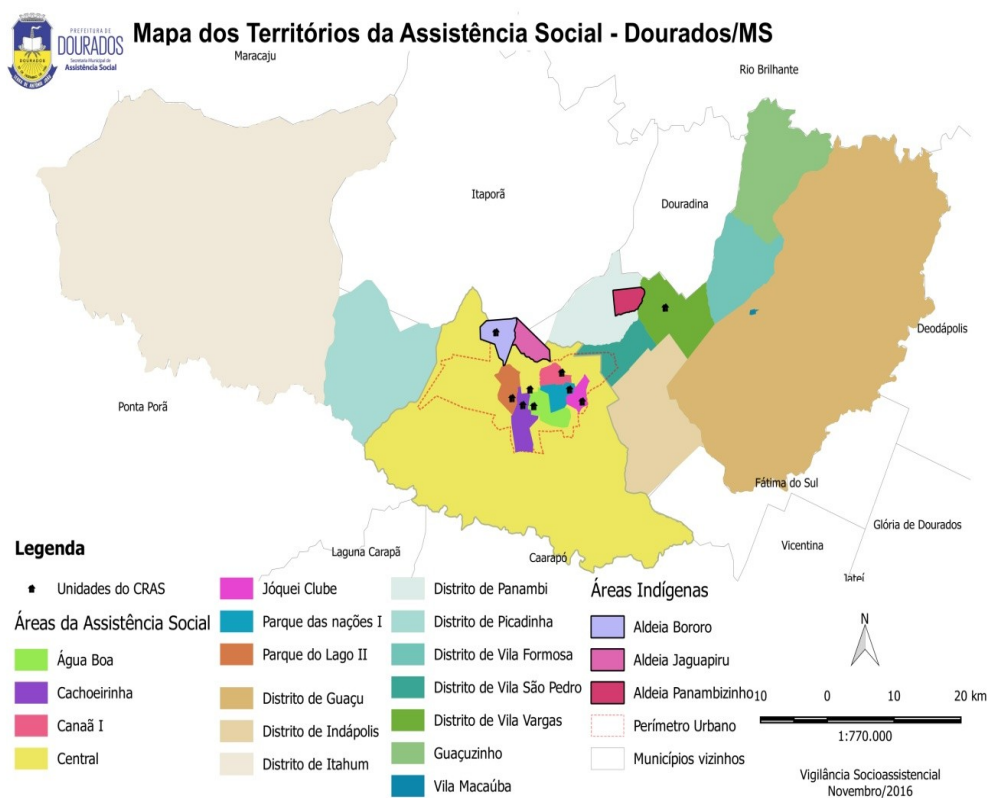 PREFEITURA DE
DOURADOS
Secretaria Municipal de
Assistência Social
DOURADOS
Mapa dos Territórios da Assistência Social - Dourados/MS
Maracaju
Rio Brilhante
Itaporã
Douradina
Deodápolis
Ponta Porã
Fátima do Sul
Glória de Dourados
Vicentina
Laguna Carapã
Caarapó
Jateí
Legenda
Unidades do CRAS
Áreas da Assistência Social
Água Boa
Cachoeirinha
Canaã I
Central
Jóquei Clube
Parque das nações I
Parque do Lago II
Distrito de Guaçu
Distrito de Indápolis
Distrito de Itahum
Distrito de Panambi
Distrito de Picadinha
Distrito de Vila Formosa
Distrito de Vila São Pedro
Distrito de Vila Vargas
Guaçuzinho
Vila Macaúba
Áreas Indígenas
Aldeia Bororo
Aldeia Jaguapiru
Aldeia Panambizinho
Perímetro Urbano
Municípios vizinhos
N
10 0 10 20 km
1:770.000
Vigilância Socioassistencial
Novembro/2016